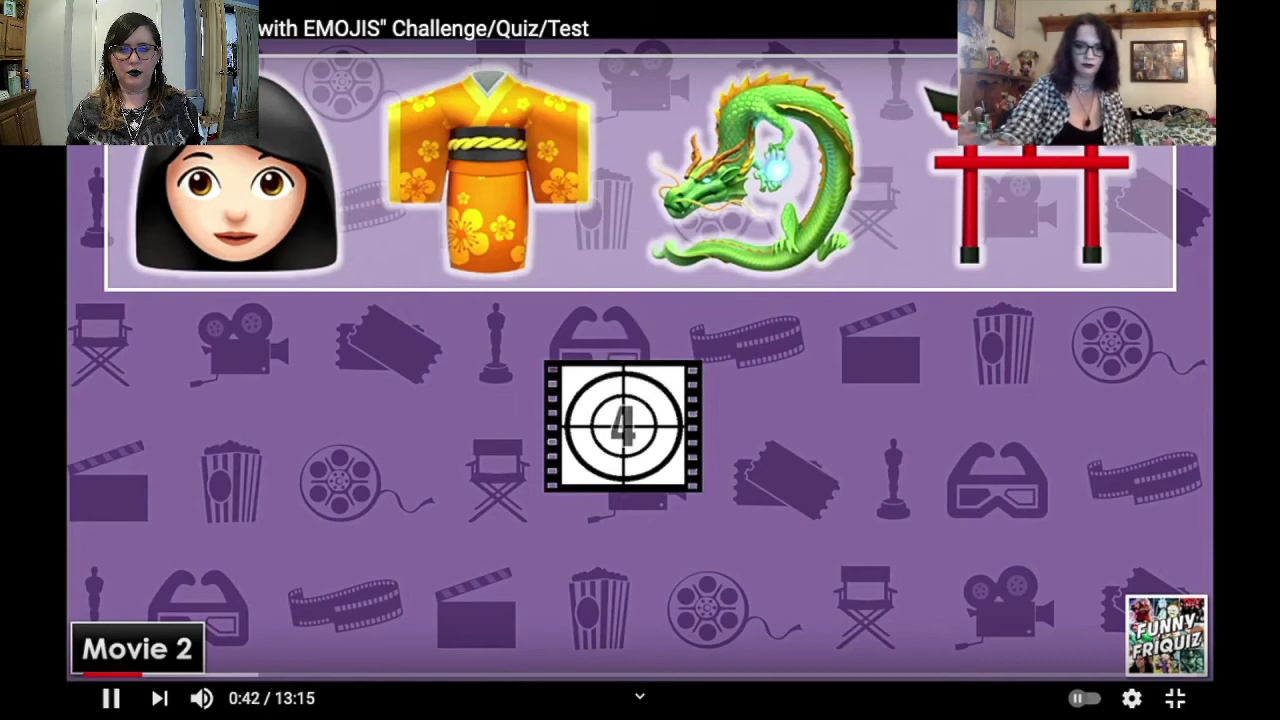 with EMOJIS" Challenge/Quiz/Test
4
Movie 2
FUNNY
FRIQUIZ
0:42 / 13:15